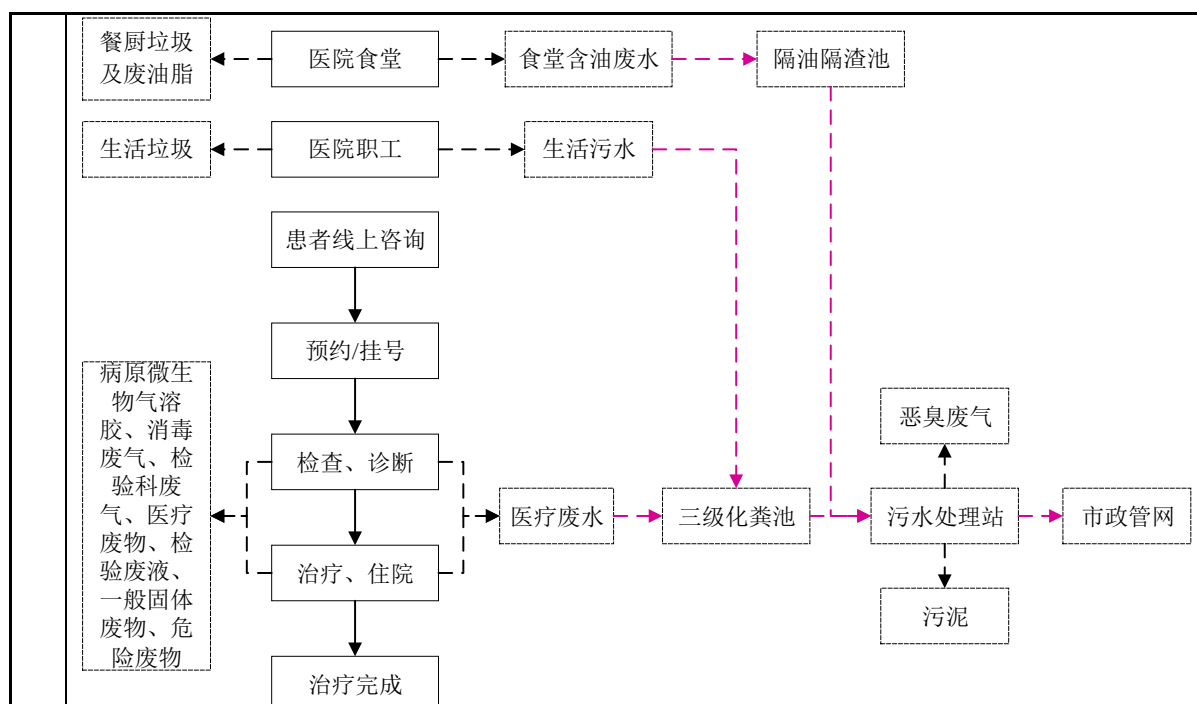 餐厨垃圾
及废油脂
医院食堂
食堂含油废水
隔油隔渣池
生活垃圾
医院职工
生活污水
患者线上咨询
预约/挂号
病原微生
物气溶
胶、消毒
废气、检
验科废
气、医疗
废物、检
验废液、
一般固体
废物、危
险废物
检查、诊断
治疗、住院
治疗完成
医疗废水
三级化粪池
恶臭废气
污水处理站
市政管网
污泥